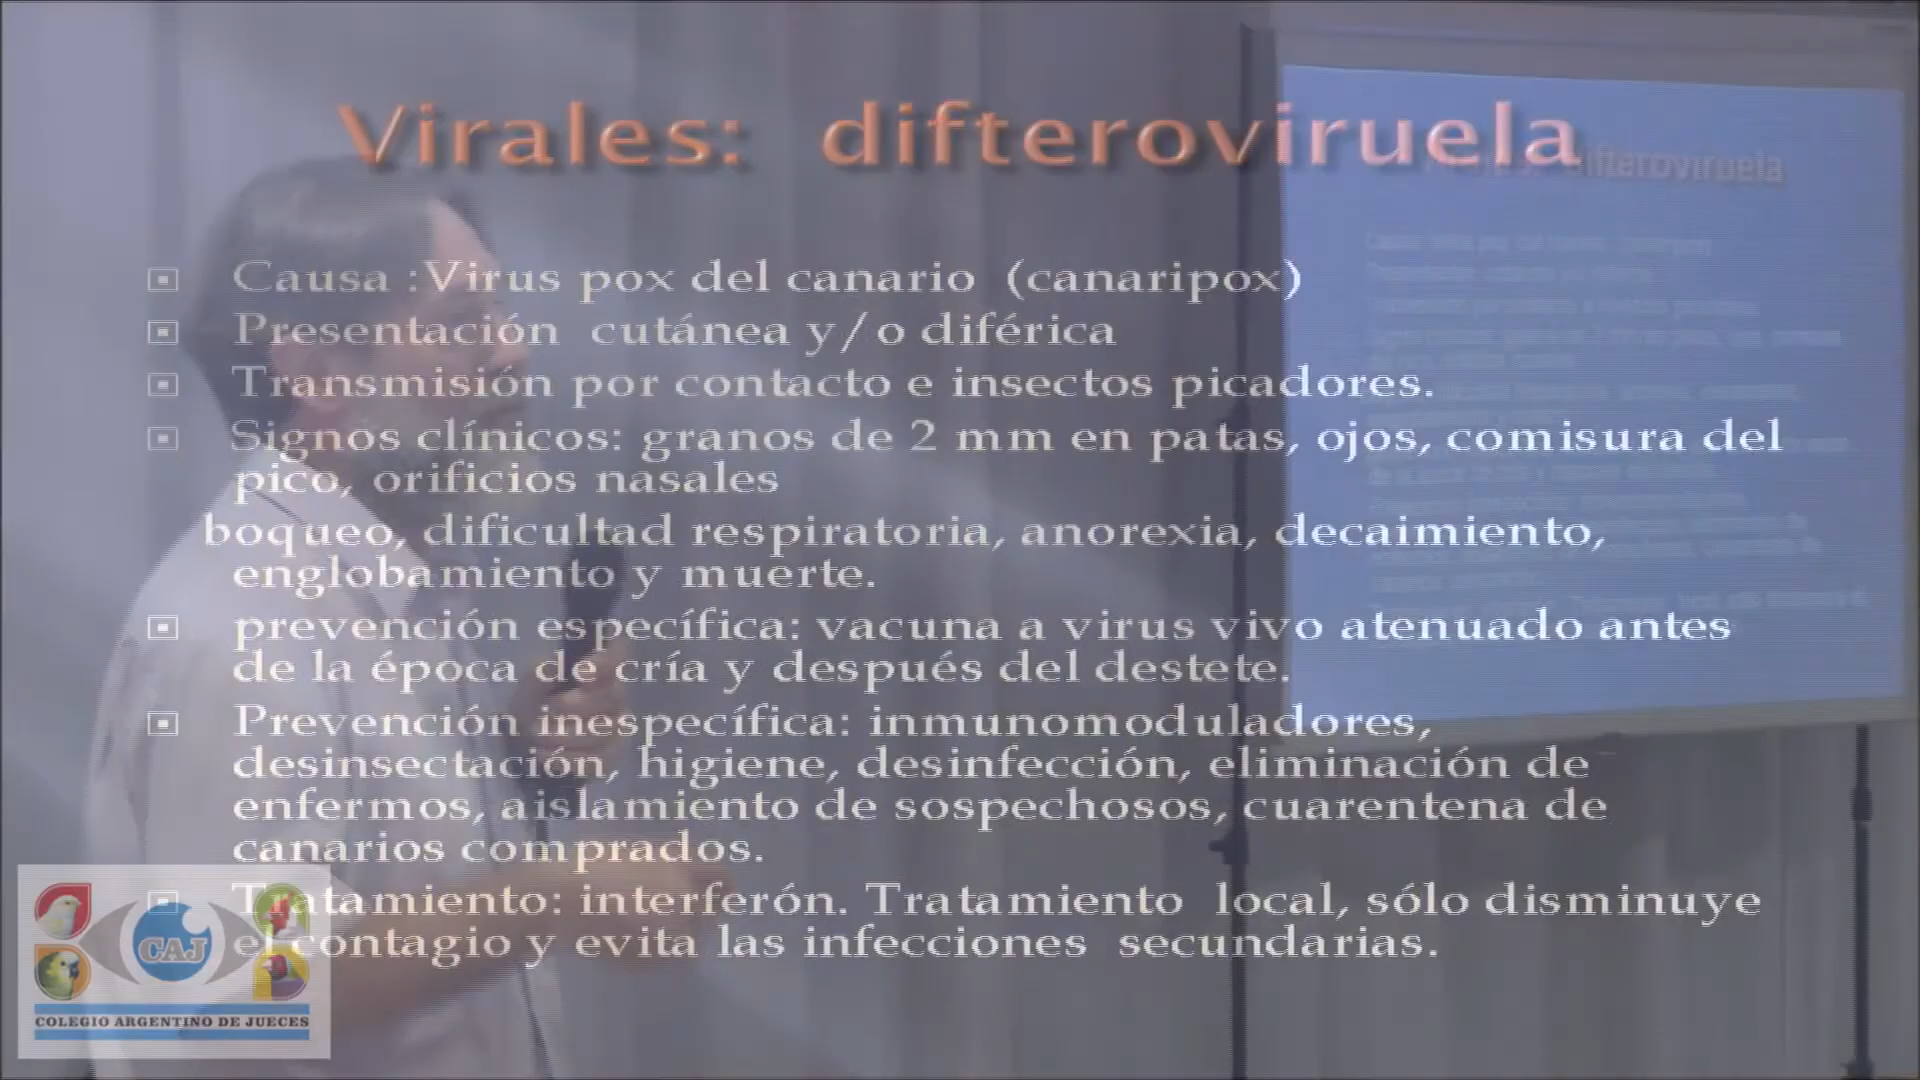 Virales: difteroviruela
Causa :Virus pox del canario (canaripox)
Presentación cutánea y/o diférica
Transmisión por contacto e insectos picadores.
Signos clínicos: granos de 2 mm en patas, ojos, comisura del
pico, orificios nasales
boqueo, dificultad respiratoria, anorexia, decaimiento,
englobamiento y muerte.
prevención específica: vacuna a virus vivo atenuado antes
de la época de cría y después del destete.
Prevención inespecífica: inmunomoduladores,
desinsectación, higiene, desinfección, eliminación de
enfermos, aislamiento de sospechosos, cuarentena de
canarios comprados.
Tratamiento: interferón. Tratamiento local, sólo disminuye
el contagio y evita las infecciones secundarias.
difteroviruela
CAJ
COLEGIO ARGENTINO DE JUECES